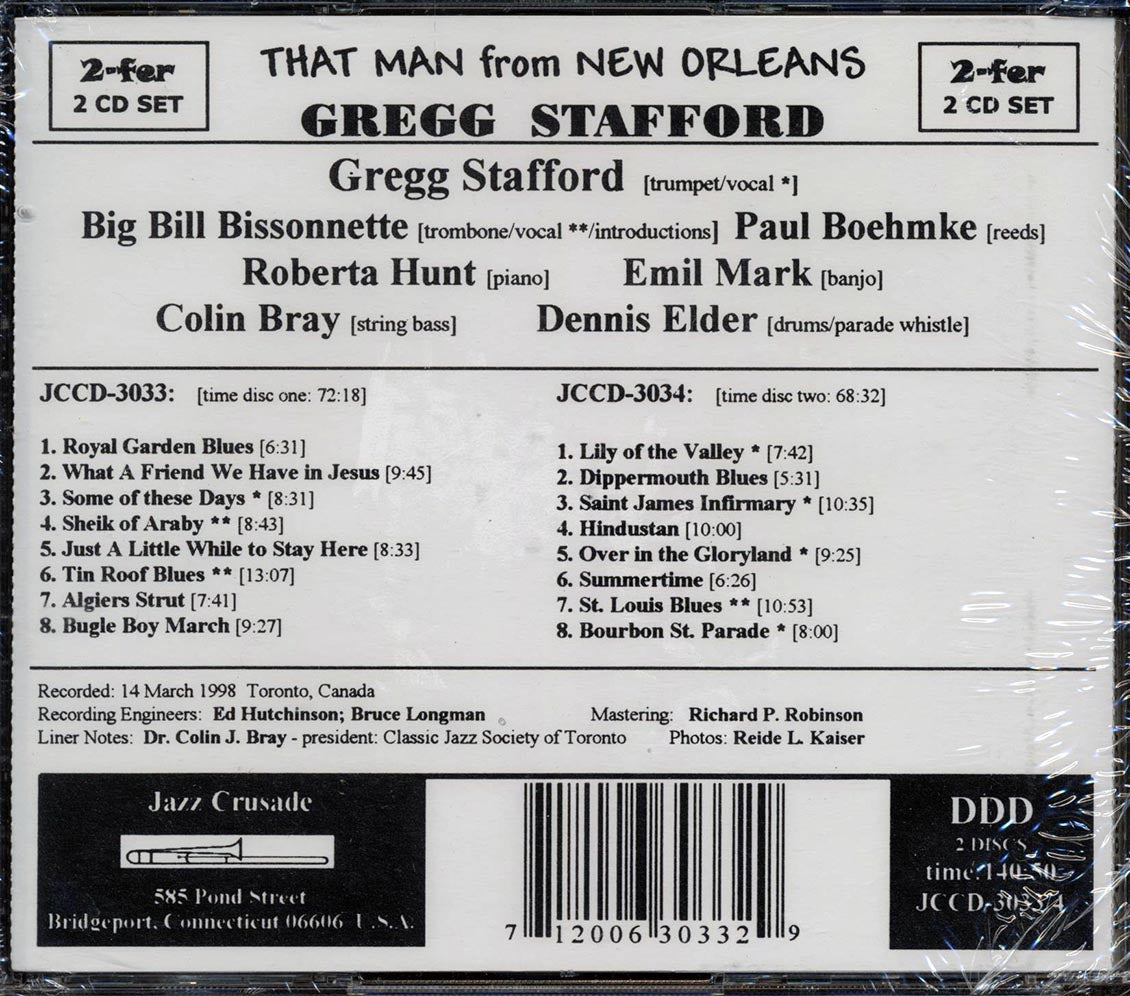 2-fer
2 CD SET
THAT MAN from NEW ORLEANS
GREGG STAFFORD
2-fer
2 CD SET
Gregg Stafford [trumpet/vocal *]
Big Bill Bissonnette [trombone/vocal **/introductions] Paul Boehmke [reeds]
Roberta Hunt [piano] Emil Mark [banjo]
Colin Bray [string bass] Dennis Elder [drums/parade whistle]
JCCD-3033: [time disc one: 72:18]
1. Royal Garden Blues [6:31]
2. What A Friend We Have in Jesus [9:45]
3. Some of these Days * [8:31]
4. Sheik of Araby ** [8:43]
5. Just A Little While to Stay Here [8:33]
6. Tin Roof Blues ** [13:07]
7. Algiers Strut [7:41]
8. Bugle Boy March [9:27]
JCCD-3034: [time disc two: 68:32]
1. Lily of the Valley * [7:42]
2. Dippermouth Blues [5:31]
3. Saint James Infirmary * [10:35]
4. Hindustan [10:00]
5. Over in the Gloryland * [9:25]
6. Summertime [6:26]
7. St. Louis Blues ** [10:53]
8. Bourbon St. Parade * [8:00]
Recorded: 14 March 1998 Toronto, Canada
Recording Engineers: Ed Hutchinson; Bruce Longman Mastering: Richard P. Robinson
Liner Notes: Dr. Colin J. Bray - president: Classic Jazz Society of Toronto Photos: Reide L. Kaiser
Jazz Crusade
585 Pond Street
Bridgeport, Connecticut 06606 U.S.A.
7 12006 30332 9
DDD
2 DISCS
time:140:50
JCCD-3033/4